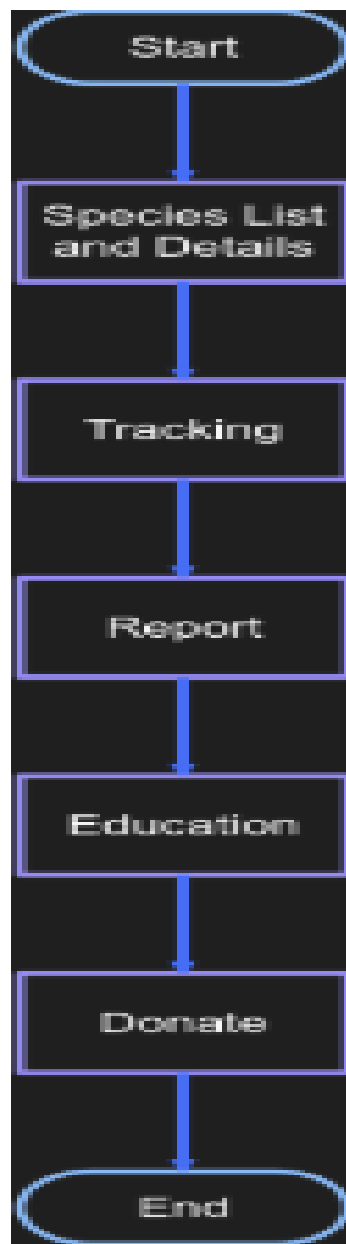 Start
Species List
and Details
Tracking
Report
Education
Donate
End